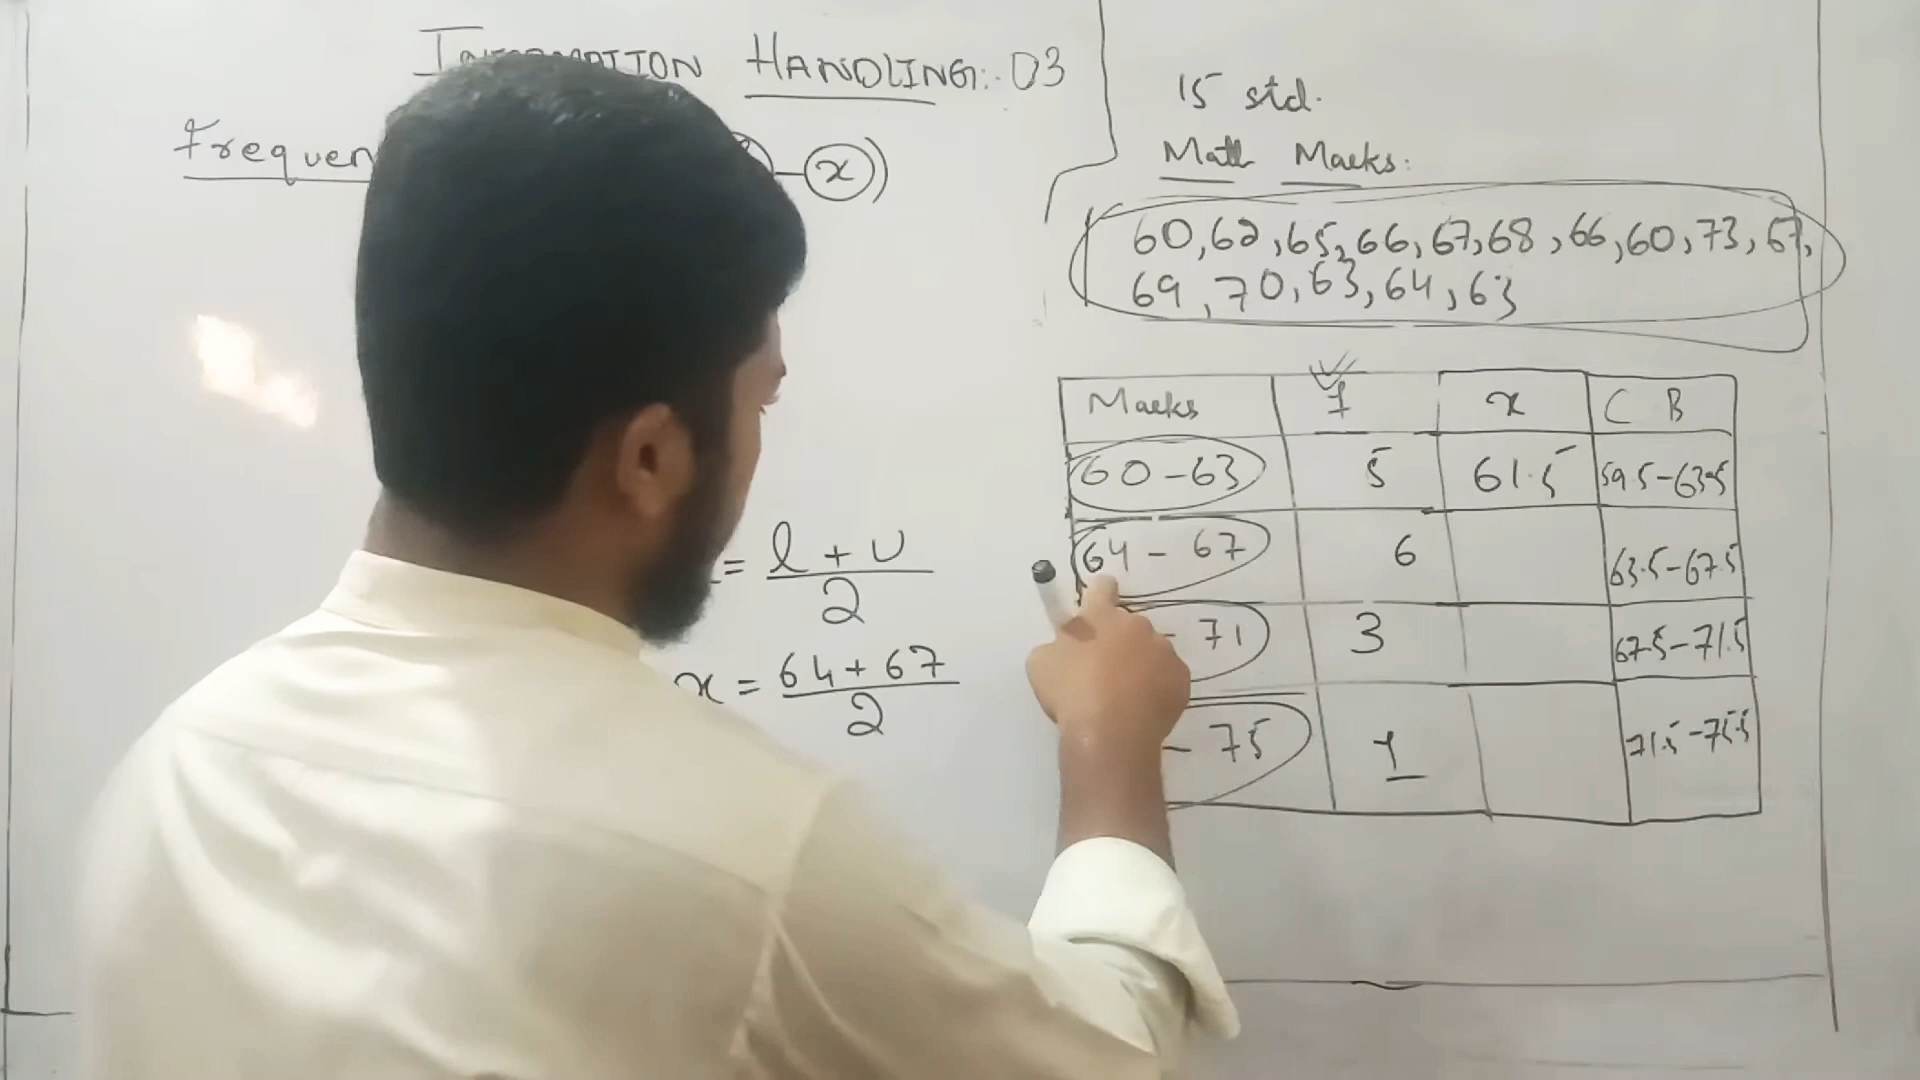 HANDLING: 03
x))
15 std.
Math Marks:
60, 62, 65, 66, 67, 68, 66, 60, 73, 67,
69, 70, 63, 64, 63
Marks f x C B
60 - 63 5 61.5 59.5 - 63.5
64 - 67 6 63.5 - 67.5
- 71 3 67.5 - 71.5
- 75 1 71.5 - 75.5
= l + U
2
x = 64 + 67
2